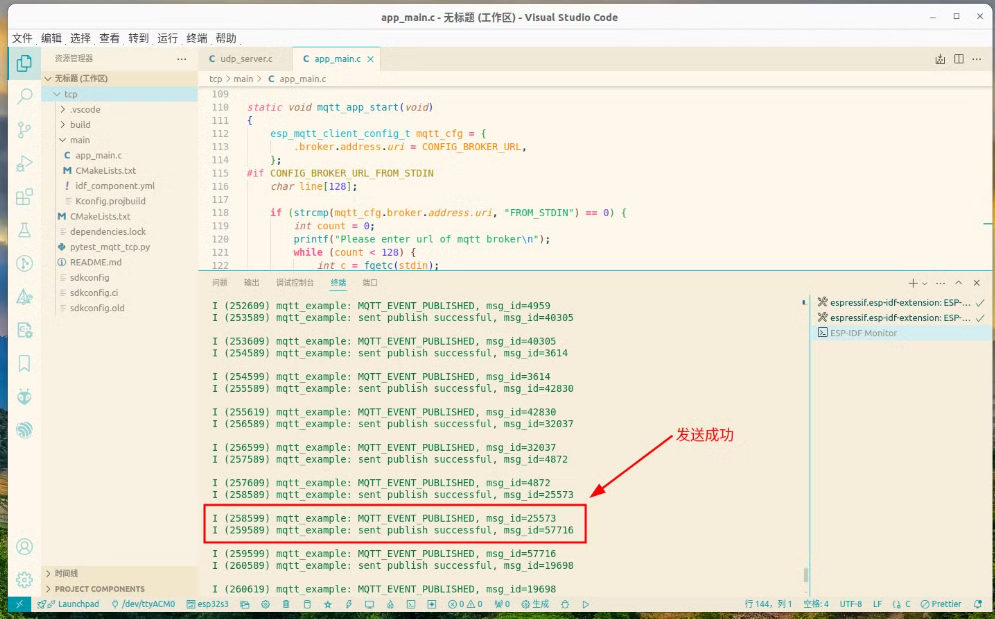 app_main.c - 无标题 (工作区) - Visual Studio Code
文件 编辑 选择 查看 转到 运行 终端 帮助
资源管理器
无标题 (工作区)
tcp
.vscode
build
main
C app_main.c
M CMakeLists.txt
! idf_component.yml
Kconfig.projbuild
M CMakeLists.txt
dependencies.lock
pytest_mqtt_tcp.py
README.md
sdkconfig
sdkconfig.ci
sdkconfig.old
时间线
PROJECT COMPONENTS
C udp_server.c C app_main.c
tcp > main > C app_main.c
109
110 static void mqtt_app_start(void)
111 {
112 esp_mqtt_client_config_t mqtt_cfg = {
113 .broker.address.uri = CONFIG_BROKER_URL,
114 };
115 #if CONFIG_BROKER_URL_FROM_STDIN
116 char line[128];
117
118 if (strcmp(mqtt_cfg.broker.address.uri, "FROM_STDIN") == 0) {
119 int count = 0;
120 printf("Please enter url of mqtt broker\n");
121 while (count < 128) {
122 int c = fgetc(stdin);
问题 输出 调试控制台 终端 端口
I (252609) mqtt_example: MQTT_EVENT_PUBLISHED, msg_id=4959
I (253589) mqtt_example: sent publish successful, msg_id=40305
I (253609) mqtt_example: MQTT_EVENT_PUBLISHED, msg_id=40305
I (254589) mqtt_example: sent publish successful, msg_id=3614
I (254599) mqtt_example: MQTT_EVENT_PUBLISHED, msg_id=3614
I (255589) mqtt_example: sent publish successful, msg_id=42830
I (255619) mqtt_example: MQTT_EVENT_PUBLISHED, msg_id=42830
I (256589) mqtt_example: sent publish successful, msg_id=32037
I (256599) mqtt_example: MQTT_EVENT_PUBLISHED, msg_id=32037
I (257589) mqtt_example: sent publish successful, msg_id=4872
I (257609) mqtt_example: MQTT_EVENT_PUBLISHED, msg_id=4872
I (258589) mqtt_example: sent publish successful, msg_id=25573
I (258599) mqtt_example: MQTT_EVENT_PUBLISHED, msg_id=25573
I (259589) mqtt_example: sent publish successful, msg_id=57716
I (259599) mqtt_example: MQTT_EVENT_PUBLISHED, msg_id=57716
I (260589) mqtt_example: sent publish successful, msg_id=19698
I (260619) mqtt_example: MQTT_EVENT_PUBLISHED, msg_id=19698
发送成功
espressif.esp-idf-extension: ESP-...
espressif.esp-idf-extension: ESP-...
ESP-IDF Monitor
Launchpad /dev/ttyACM0 esp32s3 0 0 0 生成 行 144, 列 1 空格: 4 UTF-8 LF C Prettier